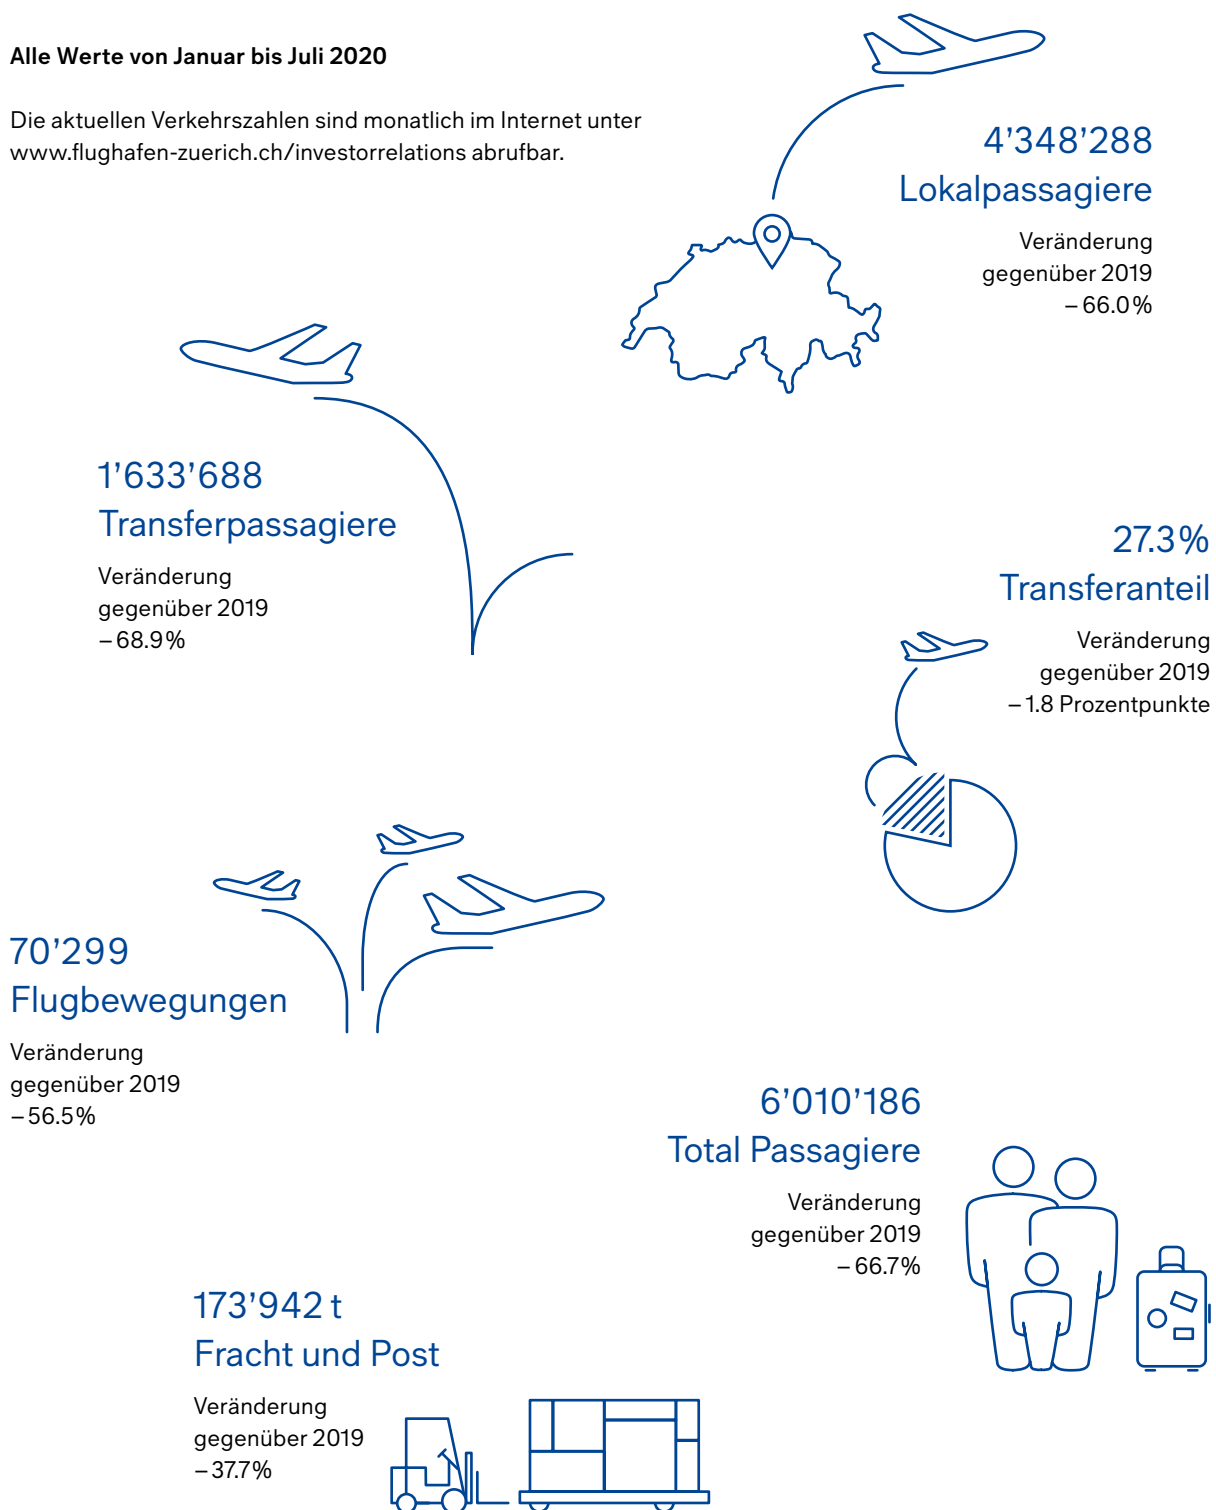 Alle Werte von Januar bis Juli 2020
Die aktuellen Verkehrszahlen sind monatlich im Internet unter
www.flughafen-zuerich.ch/investorrelations abrufbar.
4’348’288
Lokalpassagiere
Veränderung
gegenüber 2019
– 66.0 %
1’633’688
Transferpassagiere
Veränderung
gegenüber 2019
– 68.9 %
27.3 %
Transferanteil
Veränderung
gegenüber 2019
– 1.8 Prozentpunkte
70’299
Flugbewegungen
Veränderung
gegenüber 2019
– 56.5 %
6’010’186
Total Passagiere
Veränderung
gegenüber 2019
– 66.7 %
173’942 t
Fracht und Post
Veränderung
gegenüber 2019
– 37.7 %